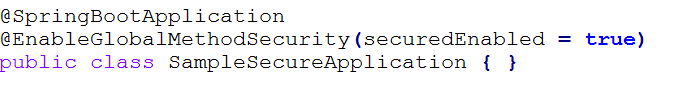 @SpringBootApplication
@EnableGlobalMethodSecurity(securedEnabled = true)
public class SampleSecureApplication { }